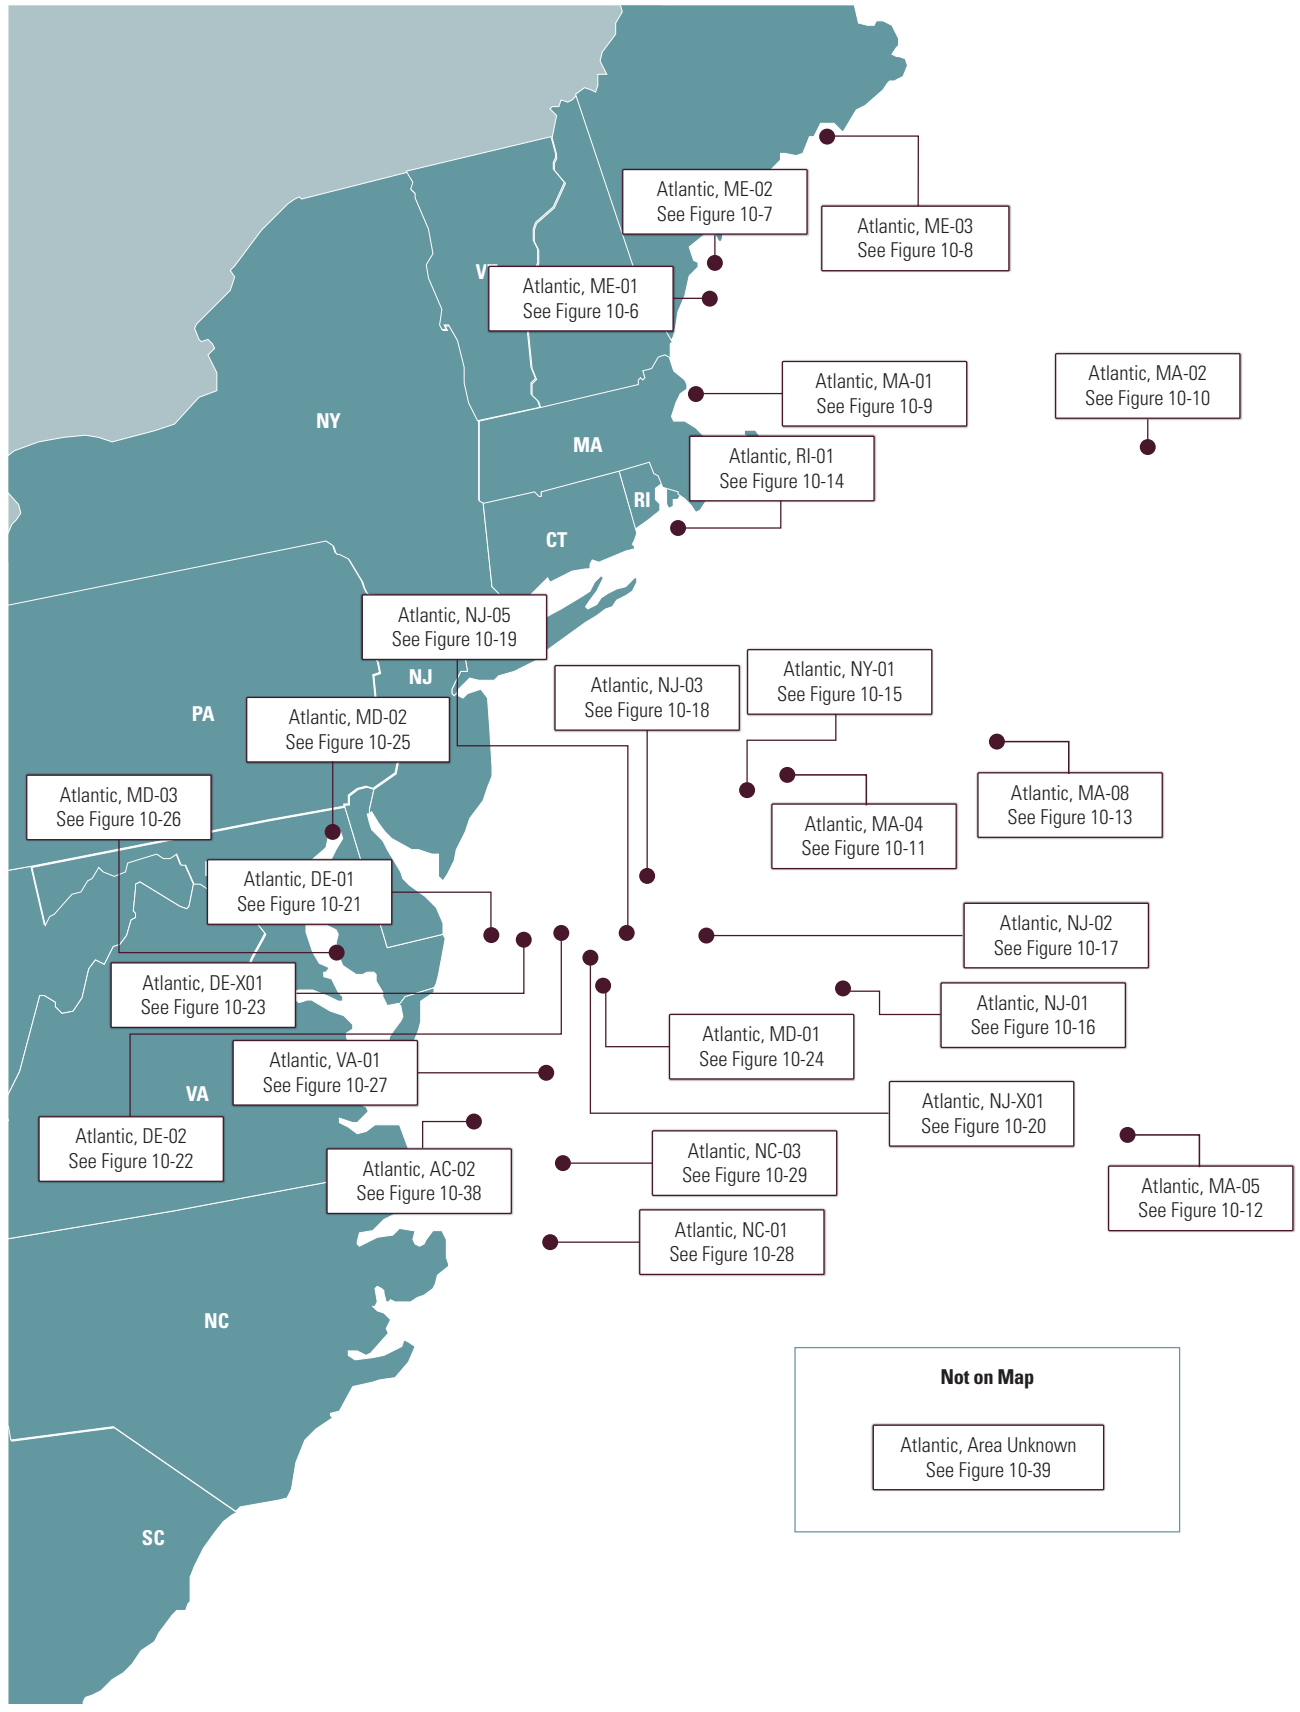 Atlantic, ME-02
See Figure 10-7
Atlantic, ME-03
See Figure 10-8
Atlantic, ME-01
See Figure 10-6
Atlantic, MA-01
See Figure 10-9
Atlantic, MA-02
See Figure 10-10
NY
MA
Atlantic, RI-01
See Figure 10-14
RI
CT
Atlantic, NJ-05
See Figure 10-19
NJ
Atlantic, NJ-03
See Figure 10-18
Atlantic, NY-01
See Figure 10-15
PA
Atlantic, MD-02
See Figure 10-25
Atlantic, MD-03
See Figure 10-26
Atlantic, MA-04
See Figure 10-11
Atlantic, MA-08
See Figure 10-13
Atlantic, DE-01
See Figure 10-21
Atlantic, NJ-02
See Figure 10-17
Atlantic, DE-X01
See Figure 10-23
Atlantic, NJ-01
See Figure 10-16
Atlantic, MD-01
See Figure 10-24
Atlantic, VA-01
See Figure 10-27
VA
Atlantic, NJ-X01
See Figure 10-20
Atlantic, DE-02
See Figure 10-22
Atlantic, AC-02
See Figure 10-38
Atlantic, NC-03
See Figure 10-29
Atlantic, MA-05
See Figure 10-12
Atlantic, NC-01
See Figure 10-28
NC
Not on Map
Atlantic, Area Unknown
See Figure 10-39
SC